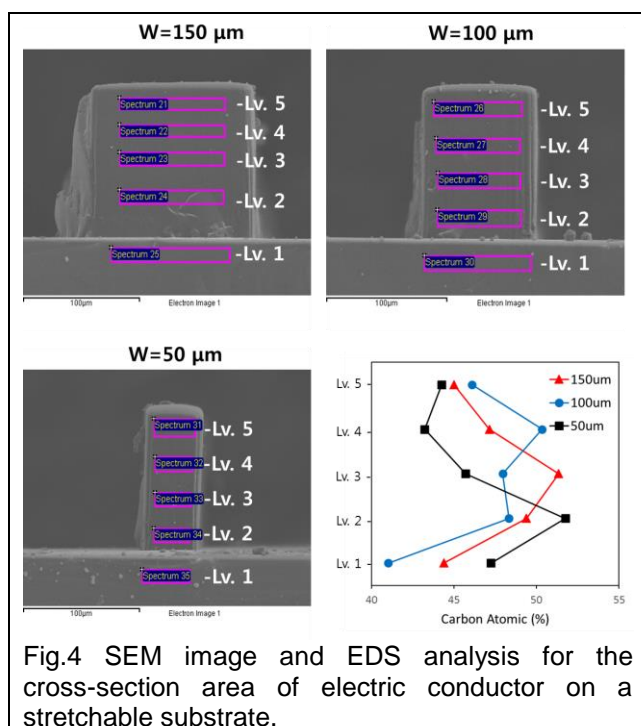 W=150 μm
W=100 μm
Spectrum 21
-Lv. 5
Spectrum 22
-Lv. 4
Spectrum 23
-Lv. 3
Spectrum 24
-Lv. 2
Spectrum 25
-Lv. 1
100μm
Electron Image 1
Spectrum 26
-Lv. 5
Spectrum 27
-Lv. 4
Spectrum 28
-Lv. 3
Spectrum 29
-Lv. 2
Spectrum 30
-Lv. 1
100μm
Electron Image 1
W=50 μm
Spectrum 31
-Lv. 5
Spectrum 32
-Lv. 4
Spectrum 33
-Lv. 3
Spectrum 34
-Lv. 2
Spectrum 35
-Lv. 1
100μm
Electron Image 1
Lv. 5
Lv. 4
Lv. 3
Lv. 2
Lv. 1
150um
100um
50um
40
45
50
55
Carbon Atomic (%)
Fig.4 SEM image and EDS analysis for the
cross-section area of electric conductor on a
stretchable substrate.